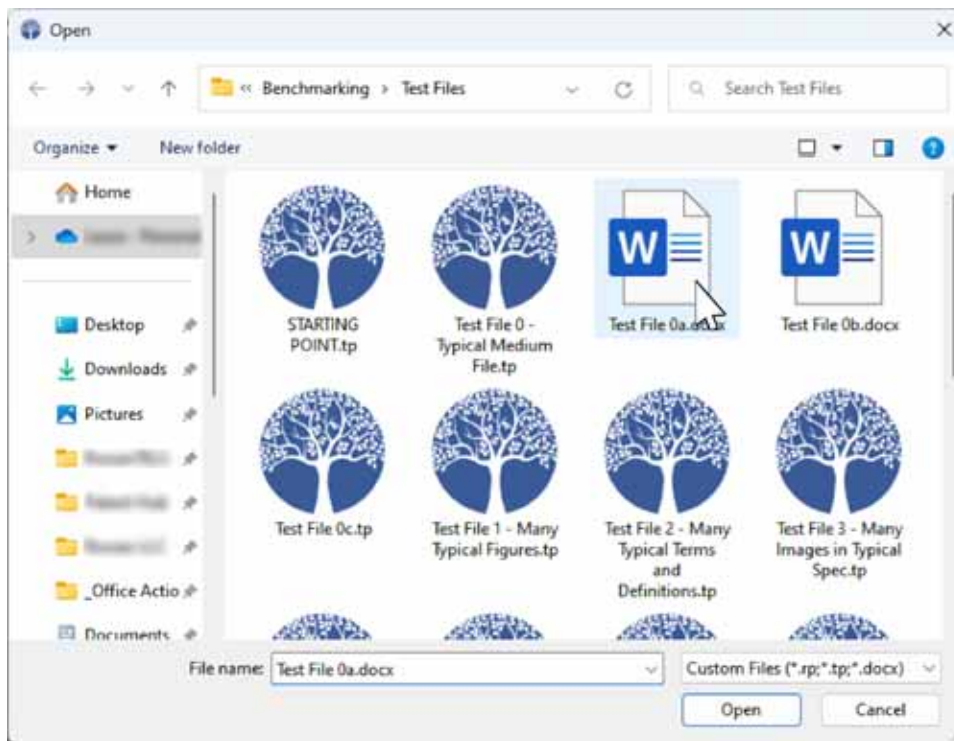 Open
« Benchmarking › Test Files
Search Test Files
Organize
New folder
Home
Desktop
Downloads
Pictures
_Office Actio
Documents
STARTING
POINT.tp
Test File 0 -
Typical Medium
File.tp
Test File 0a.docx
Test File 0b.docx
Test File 0c.tp
Test File 1 - Many
Typical Figures.tp
Test File 2 - Many
Typical Terms
and
Definitions.tp
Test File 3 - Many
Images in Typical
Spec.tp
File name: Test File 0a.docx
Custom Files (*.rp;*.tp;*.docx)
Open
Cancel